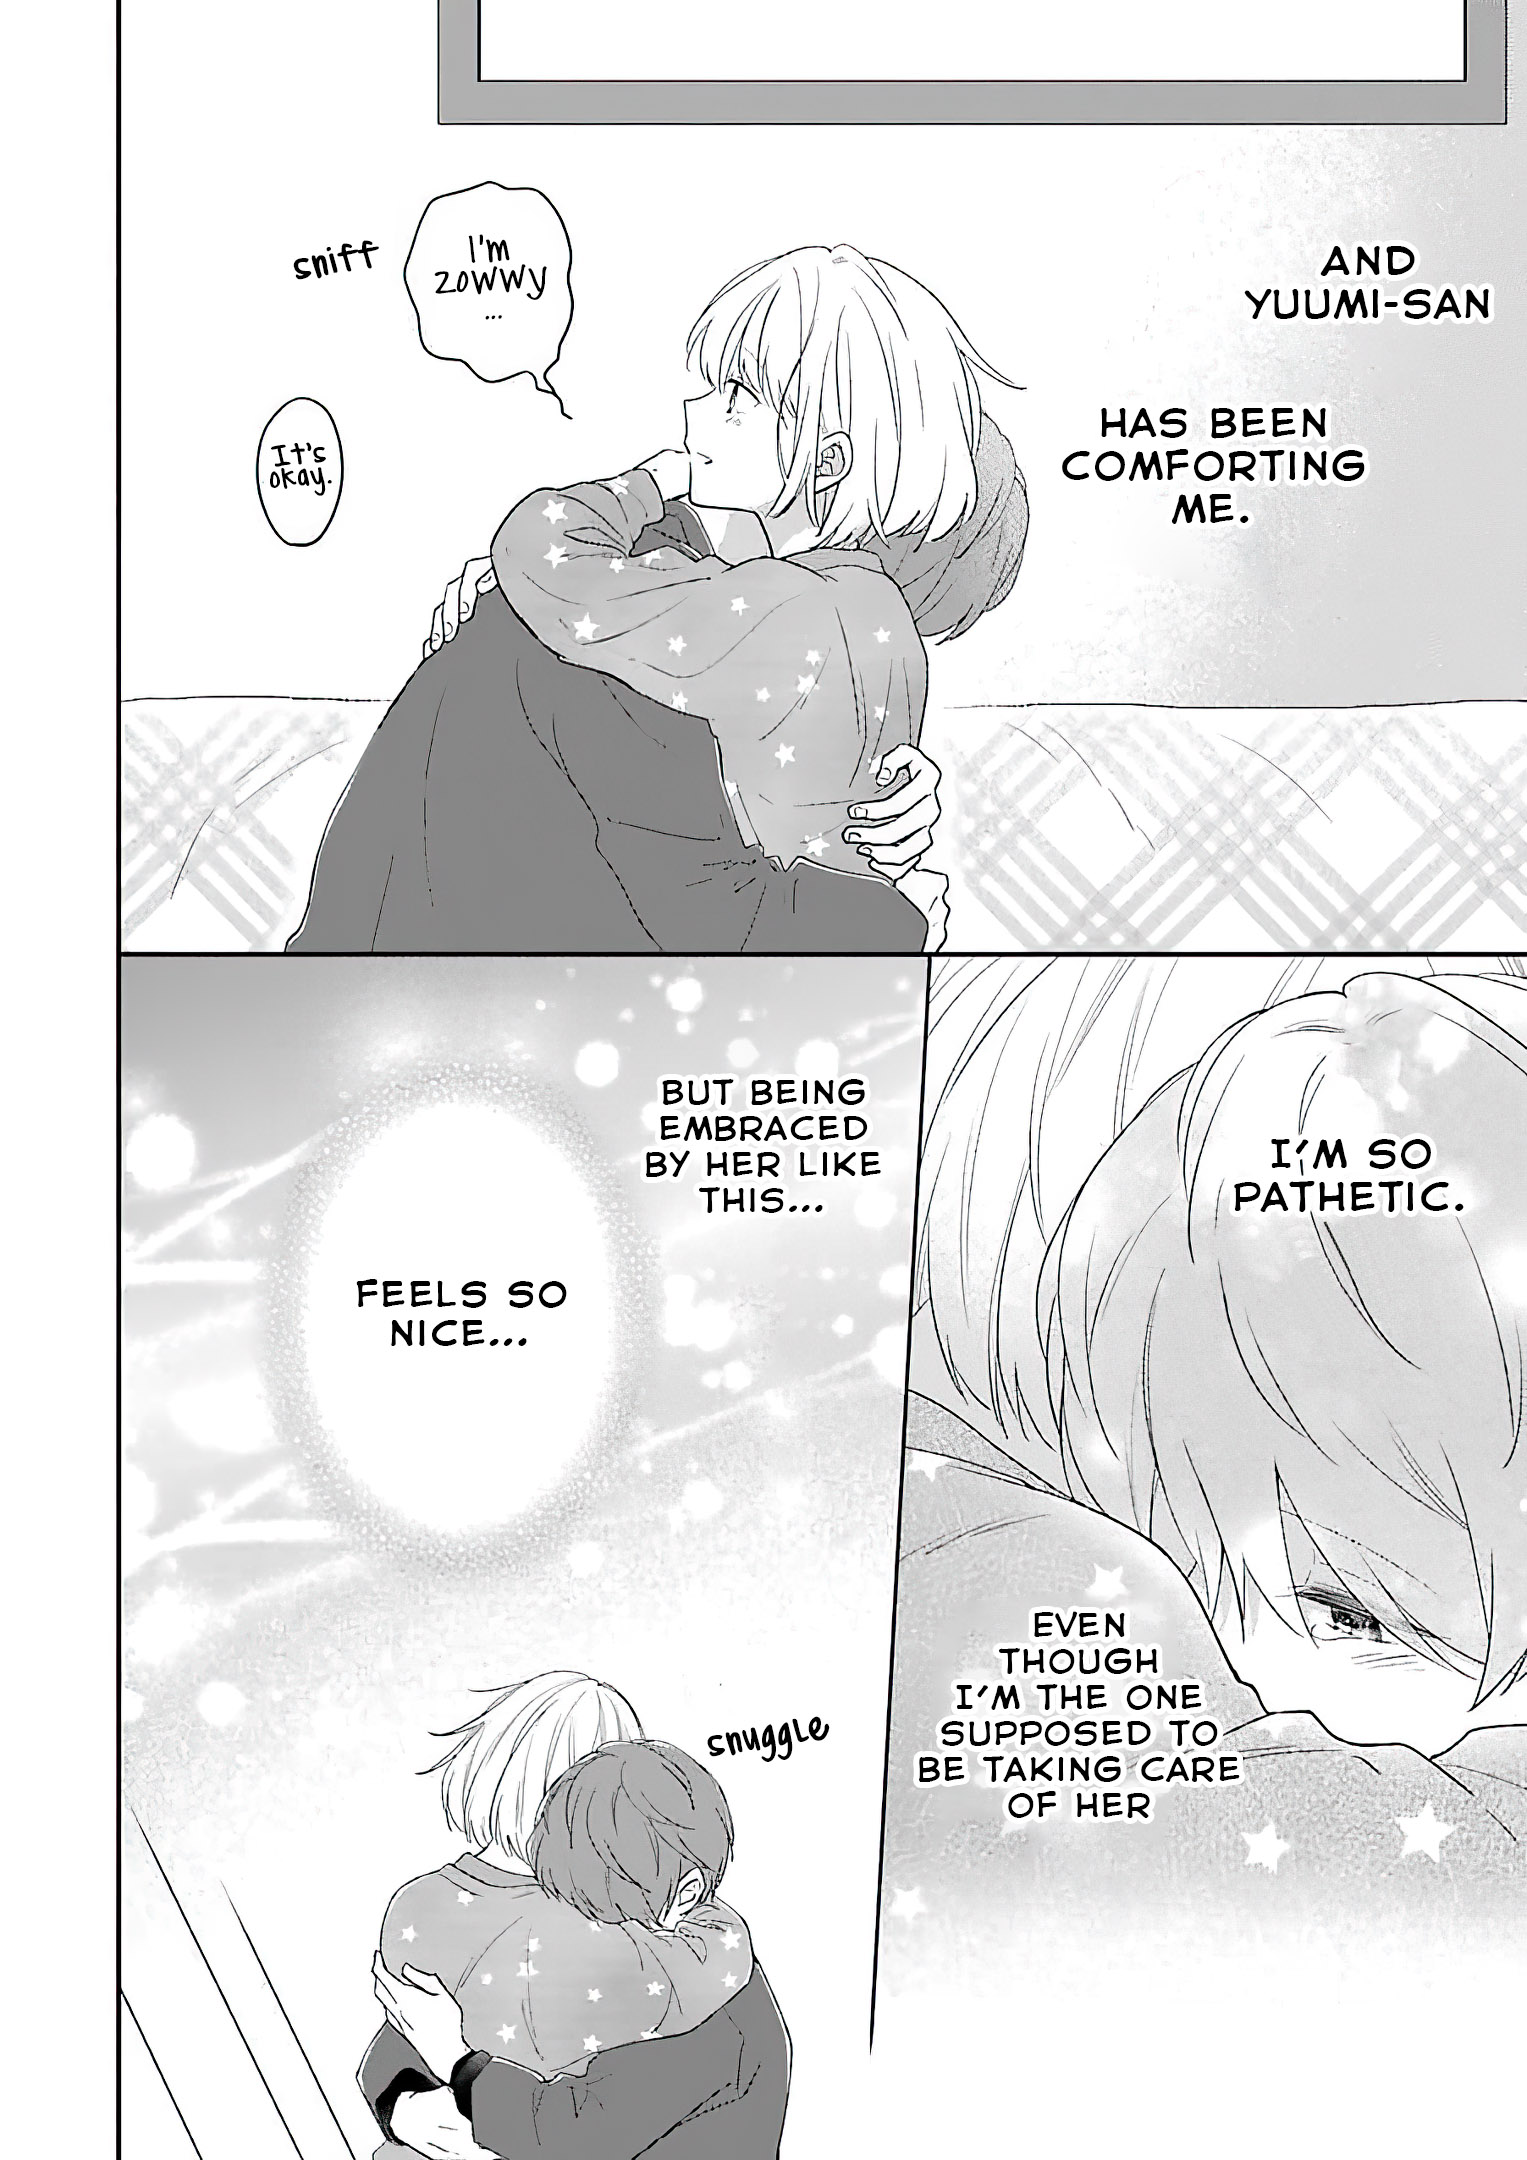 AND
YUUMI-SAN
HAS BEEN
COMFORTING
ME.
I'm
zowwy
...
sniff
It's
okay.
I'M SO
PATHETIC.
EVEN
THOUGH
I'M THE ONE
SUPPOSED TO
BE TAKING CARE
OF HER
BUT BEING
EMBRACED
BY HER LIKE
THIS...
FEELS SO
NICE...
snuggle